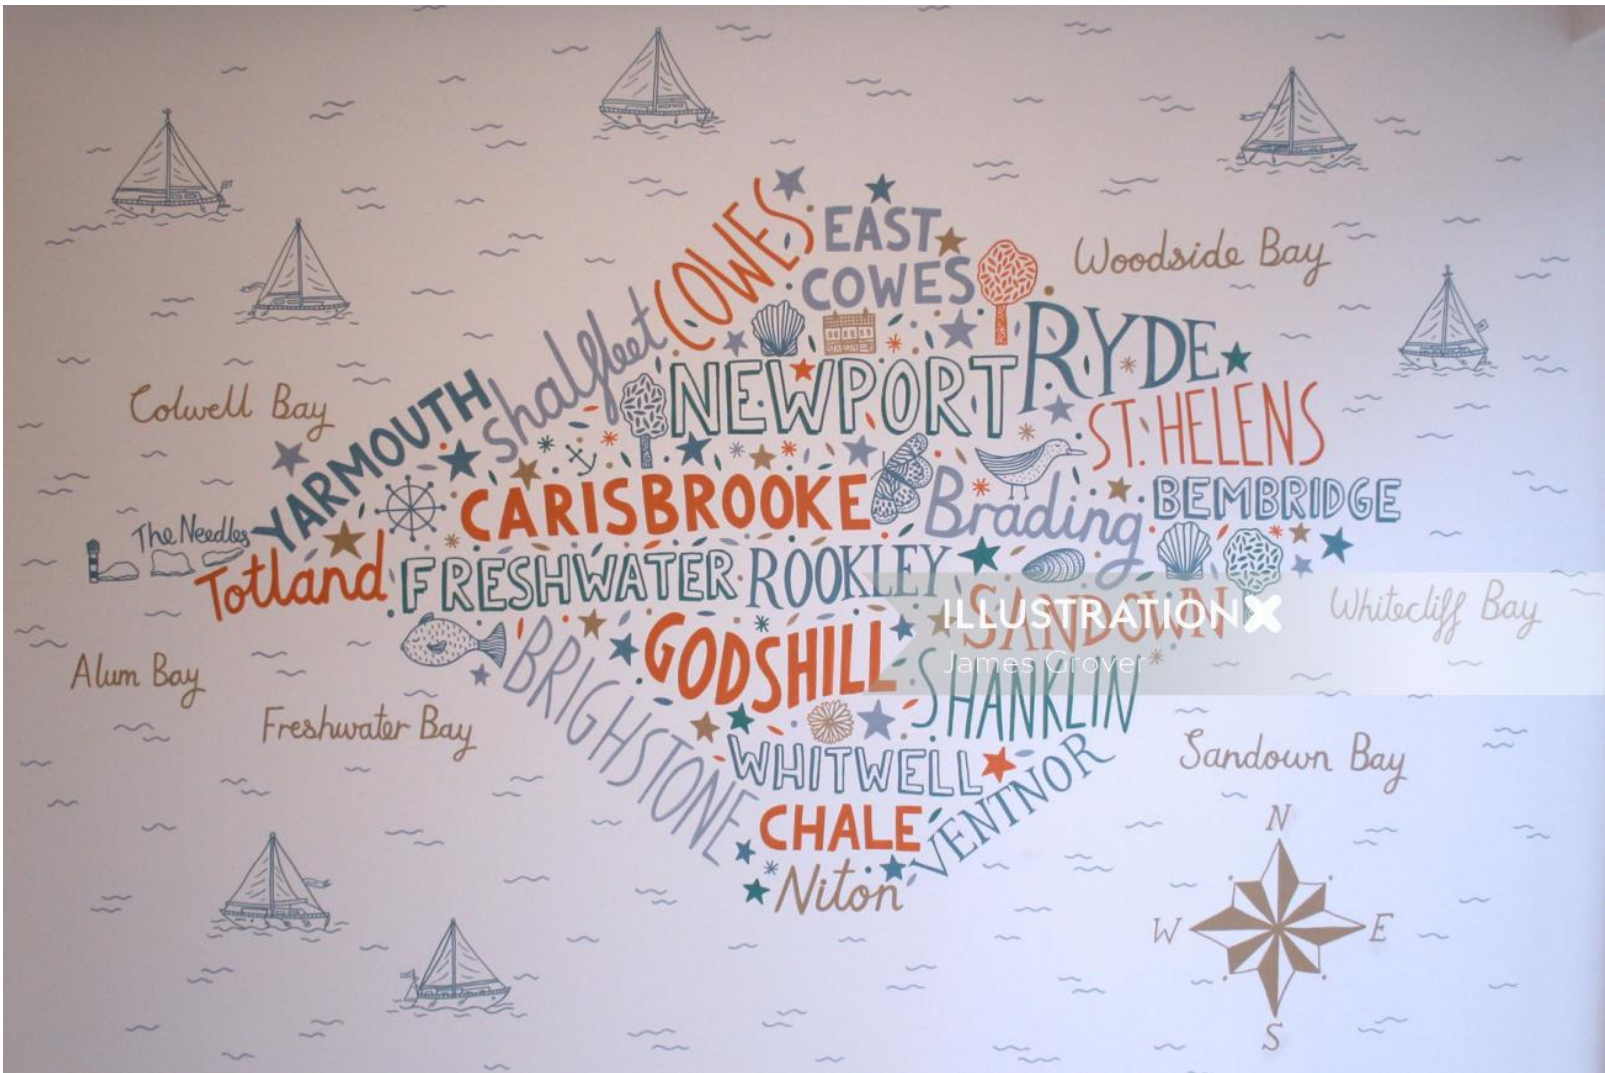 COWES
EAST
COWES
Woodside Bay
Shalfleet
RYDE
NEWPORT
Colwell Bay
YARMOUTH
ST. HELENS
CARISBROOKE
Brading
BEMBRIDGE
The Needles
Totland
FRESHWATER
ROOKLEY
SANDOWN
Whitecliff Bay
ILLUSTRATIONX
James Grover
Alum Bay
GODSHILL
SHANKLIN
BRIGHSTONE
Freshwater Bay
WHITWELL
Sandown Bay
VENTNOR
CHALE
Niton
N
W
E
S